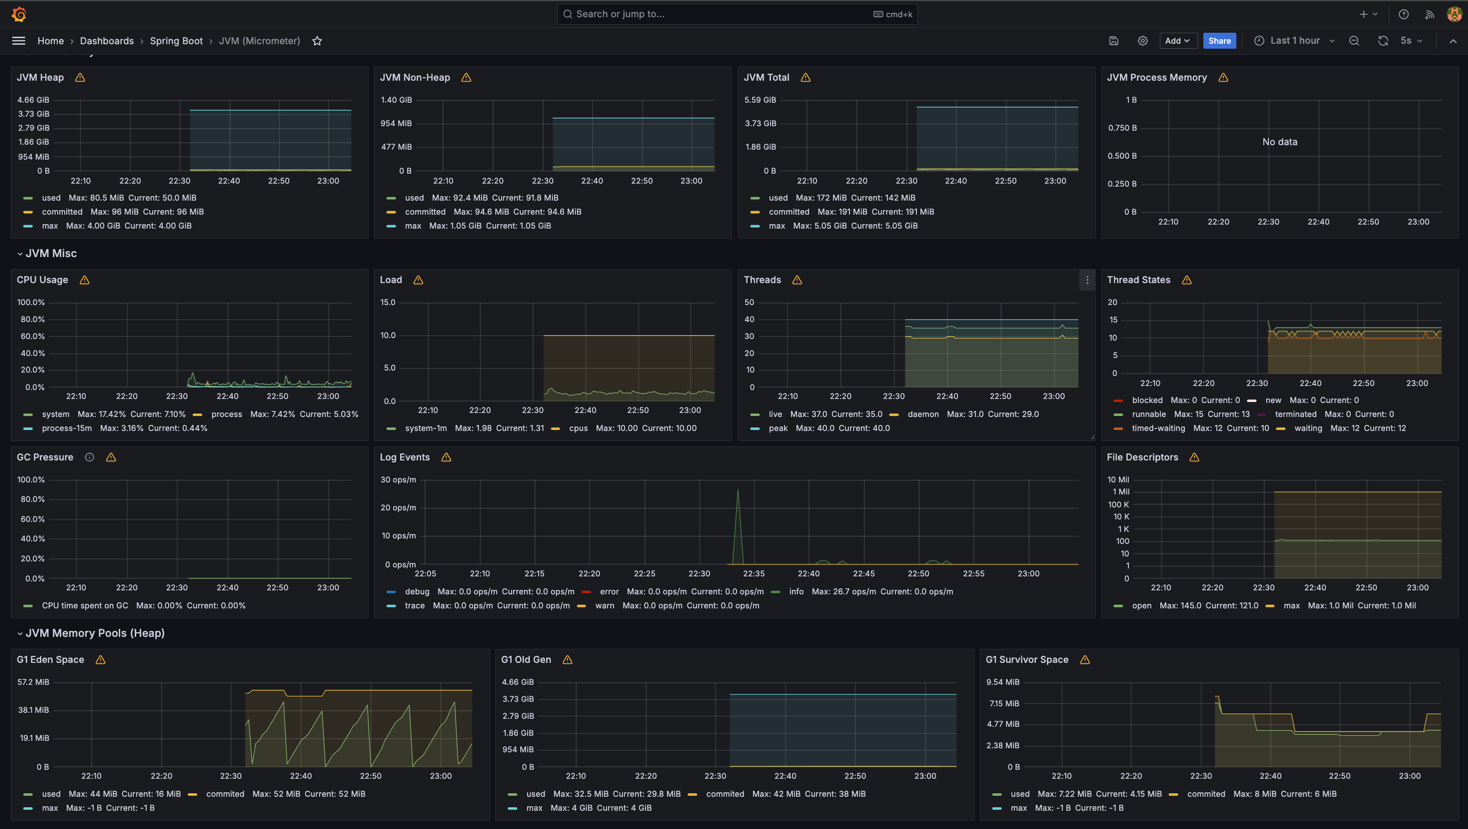 Search or jump to...
cmd+k
Home › Dashboards › Spring Boot › JVM (Micrometer)
Add
Share
Last 1 hour
5s
JVM Heap
4.66 GiB
3.73 GiB
2.79 GiB
1.86 GiB
954 MiB
0 B
22:10 22:20 22:30 22:40 22:50 23:00
used Max: 80.5 MiB Current: 50.0 MiB
committed Max: 96 MiB Current: 96 MiB
max Max: 4.00 GiB Current: 4.00 GiB
JVM Non-Heap
1.40 GiB
954 MiB
477 MiB
0 B
22:10 22:20 22:30 22:40 22:50 23:00
used Max: 92.4 MiB Current: 91.8 MiB
committed Max: 94.6 MiB Current: 94.6 MiB
max Max: 1.05 GiB Current: 1.05 GiB
JVM Total
5.59 GiB
3.73 GiB
1.86 GiB
0 B
22:10 22:20 22:30 22:40 22:50 23:00
used Max: 172 MiB Current: 142 MiB
committed Max: 191 MiB Current: 191 MiB
max Max: 5.05 GiB Current: 5.05 GiB
JVM Process Memory
1 B
0.750 B
0.500 B
0.250 B
0 B
No data
22:10 22:20 22:30 22:40 22:50 23:00
JVM Misc
CPU Usage
100.0%
80.0%
60.0%
40.0%
20.0%
0.0%
22:10 22:20 22:30 22:40 22:50 23:00
system Max: 17.42% Current: 7.10% process Max: 7.42% Current: 5.03%
process-15m Max: 3.16% Current: 0.44%
Load
15.0
10.0
5.0
0.0
22:10 22:20 22:30 22:40 22:50 23:00
system-1m Max: 1.98 Current: 1.31 cpus Max: 10.00 Current: 10.00
Threads
50
40
30
20
10
0
22:10 22:20 22:30 22:40 22:50 23:00
live Max: 37.0 Current: 35.0 daemon Max: 31.0 Current: 29.0
peak Max: 40.0 Current: 40.0
Thread States
20
15
10
5
0
22:10 22:20 22:30 22:40 22:50 23:00
blocked Max: 0 Current: 0 new Max: 0 Current: 0
runnable Max: 15 Current: 13 terminated Max: 0 Current: 0
timed-waiting Max: 12 Current: 10 waiting Max: 12 Current: 12
GC Pressure
100.0%
80.0%
60.0%
40.0%
20.0%
0.0%
22:10 22:20 22:30 22:40 22:50 23:00
CPU time spent on GC Max: 0.00% Current: 0.00%
Log Events
30 ops/m
20 ops/m
10 ops/m
0 ops/m
22:05 22:10 22:15 22:20 22:25 22:30 22:35 22:40 22:45 22:50 22:55 23:00
debug Max: 0.0 ops/m Current: 0.0 ops/m error Max: 0.0 ops/m Current: 0.0 ops/m info Max: 26.7 ops/m Current: 0.0 ops/m
trace Max: 0.0 ops/m Current: 0.0 ops/m warn Max: 0.0 ops/m Current: 0.0 ops/m
File Descriptors
10 Mil
1 Mil
100 K
10 K
1 K
100
10
1
0
22:10 22:20 22:30 22:40 22:50 23:00
open Max: 145.0 Current: 121.0 max Max: 1.0 Mil Current: 1.0 Mil
JVM Memory Pools (Heap)
G1 Eden Space
57.2 MiB
38.1 MiB
19.1 MiB
0 B
22:10 22:20 22:30 22:40 22:50 23:00
used Max: 44 MiB Current: 16 MiB commited Max: 52 MiB Current: 52 MiB
max Max: -1 B Current: -1 B
G1 Old Gen
4.66 GiB
3.73 GiB
2.79 GiB
1.86 GiB
954 MiB
0 B
22:10 22:20 22:30 22:40 22:50 23:00
used Max: 32.5 MiB Current: 29.8 MiB commited Max: 42 MiB Current: 38 MiB
max Max: 4 GiB Current: 4 GiB
G1 Survivor Space
9.54 MiB
7.15 MiB
4.77 MiB
2.38 MiB
0 B
22:10 22:20 22:30 22:40 22:50 23:00
used Max: 7.22 MiB Current: 4.15 MiB commited Max: 8 MiB Current: 6 MiB
max Max: -1 B Current: -1 B